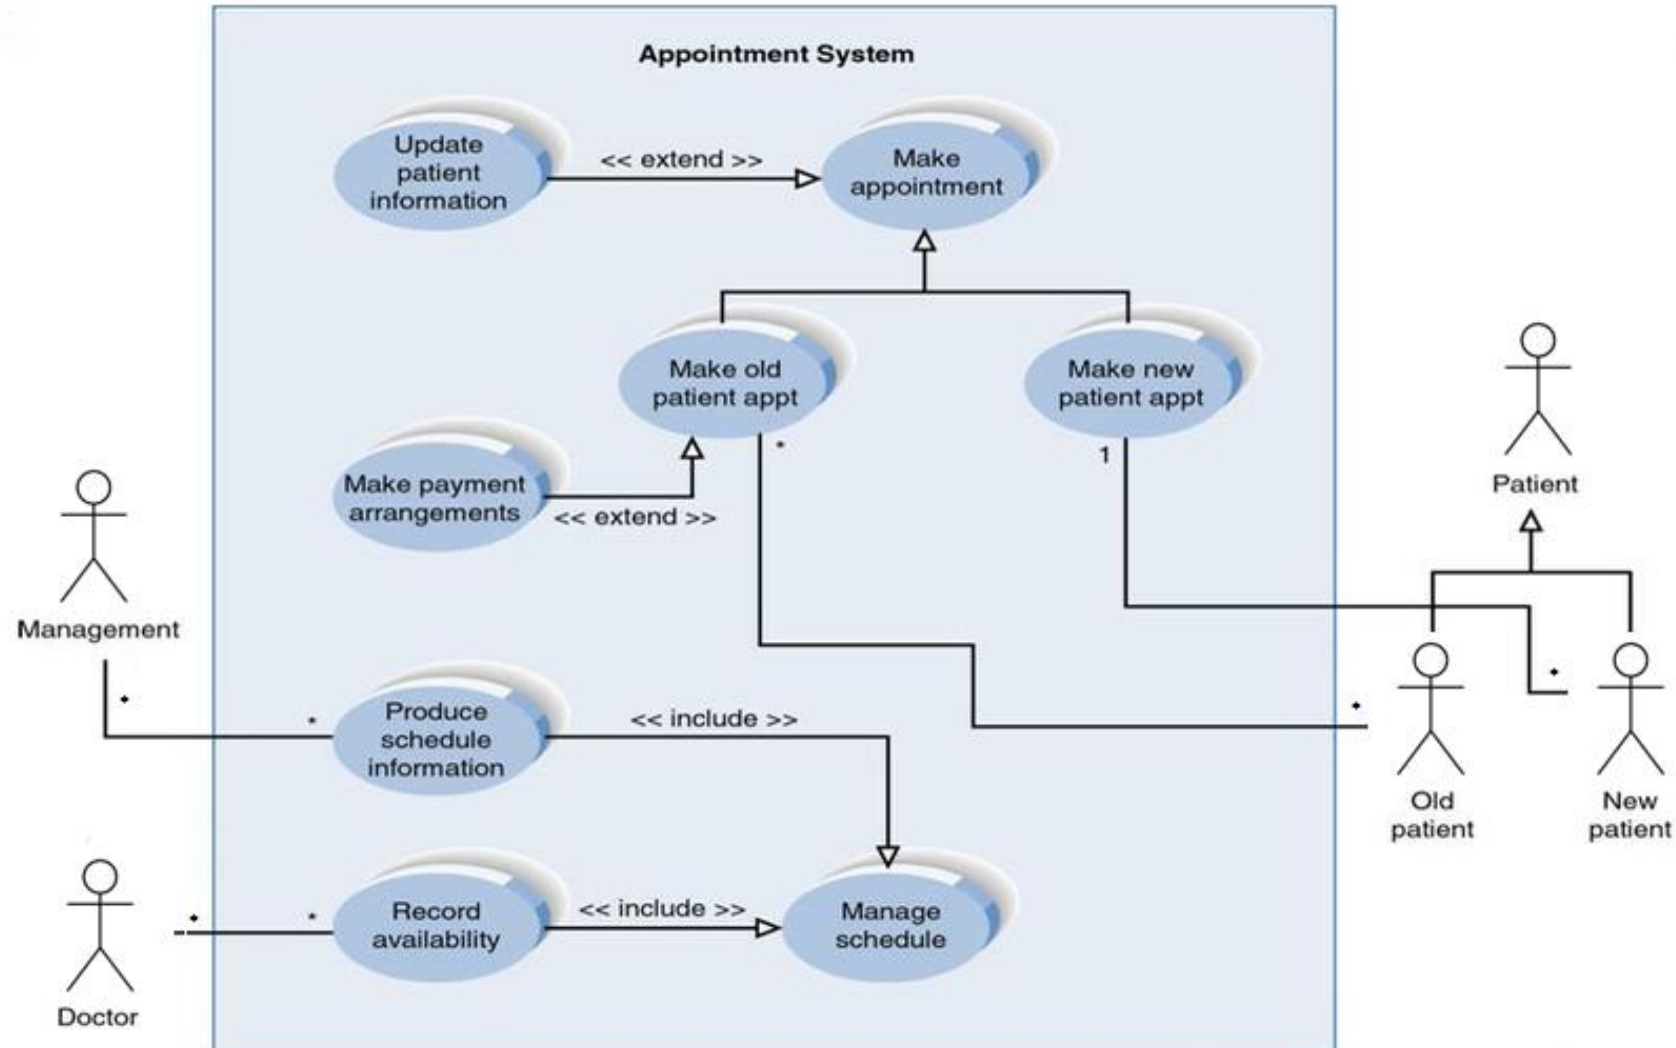 Appointment System
Update
patient
information
<< extend >>
Make
appointment
Make old
patient appt
*
Make new
patient appt
1
Patient
Make payment
arrangements
<< extend >>
Management
*
*
Produce
schedule
information
<< include >>
*
*
Old
patient
New
patient
Doctor
*
*
Record
availability
<< include >>
Manage
schedule